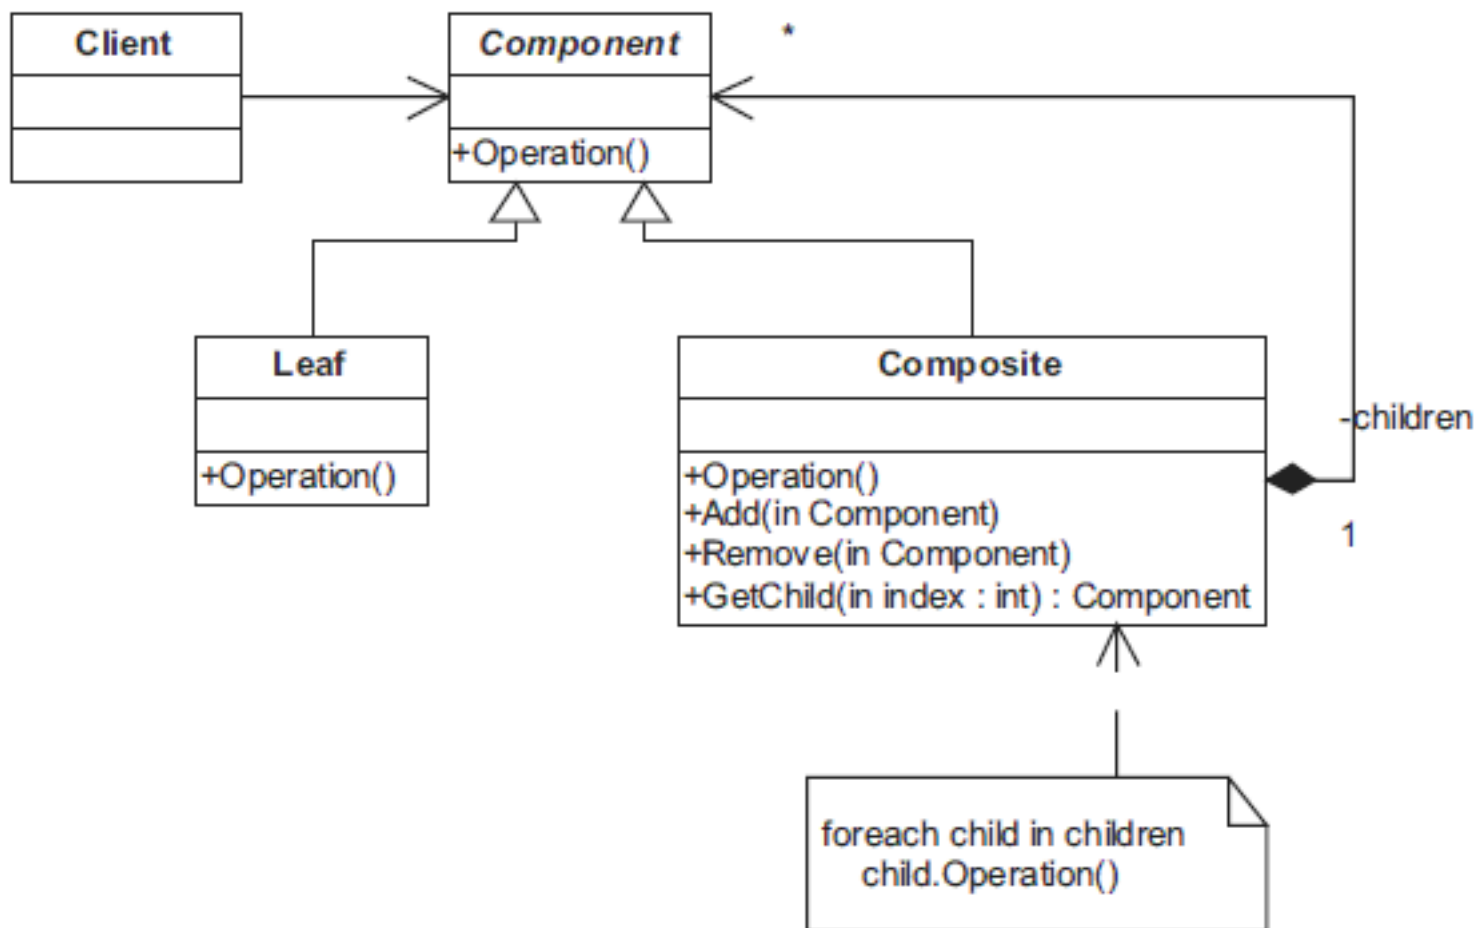 Client
Component
*
+Operation()
Leaf
+Operation()
Composite
+Operation()
+Add(in Component)
+Remove(in Component)
+GetChild(in index : int) : Component
-children
1
foreach child in children
child.Operation()